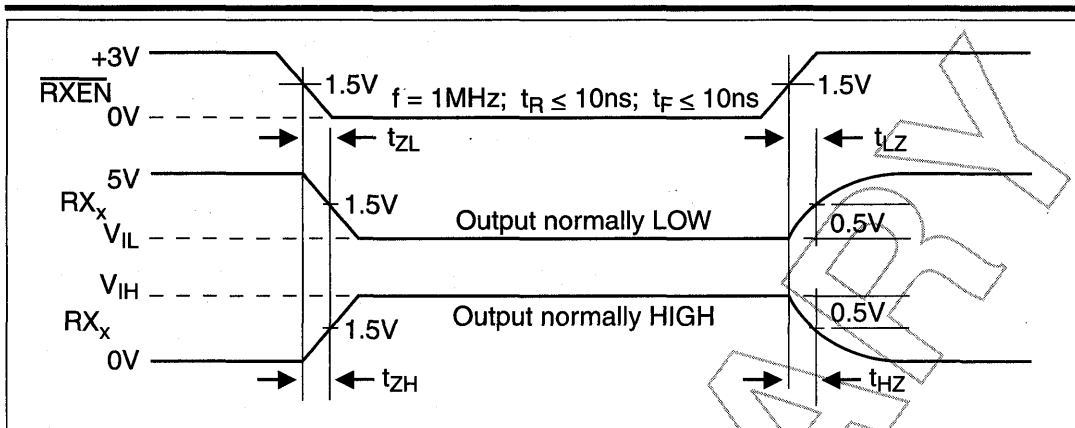 +3V
R̅X̅E̅N̅
0V
1.5V
f = 1MHz; tR ≤ 10ns; tF ≤ 10ns
1.5V
tZL
tLZ
5V
RXx
VIL
1.5V
Output normally LOW
0.5V
VIH
RXx
0V
1.5V
Output normally HIGH
0.5V
tZH
tHZ
ARY